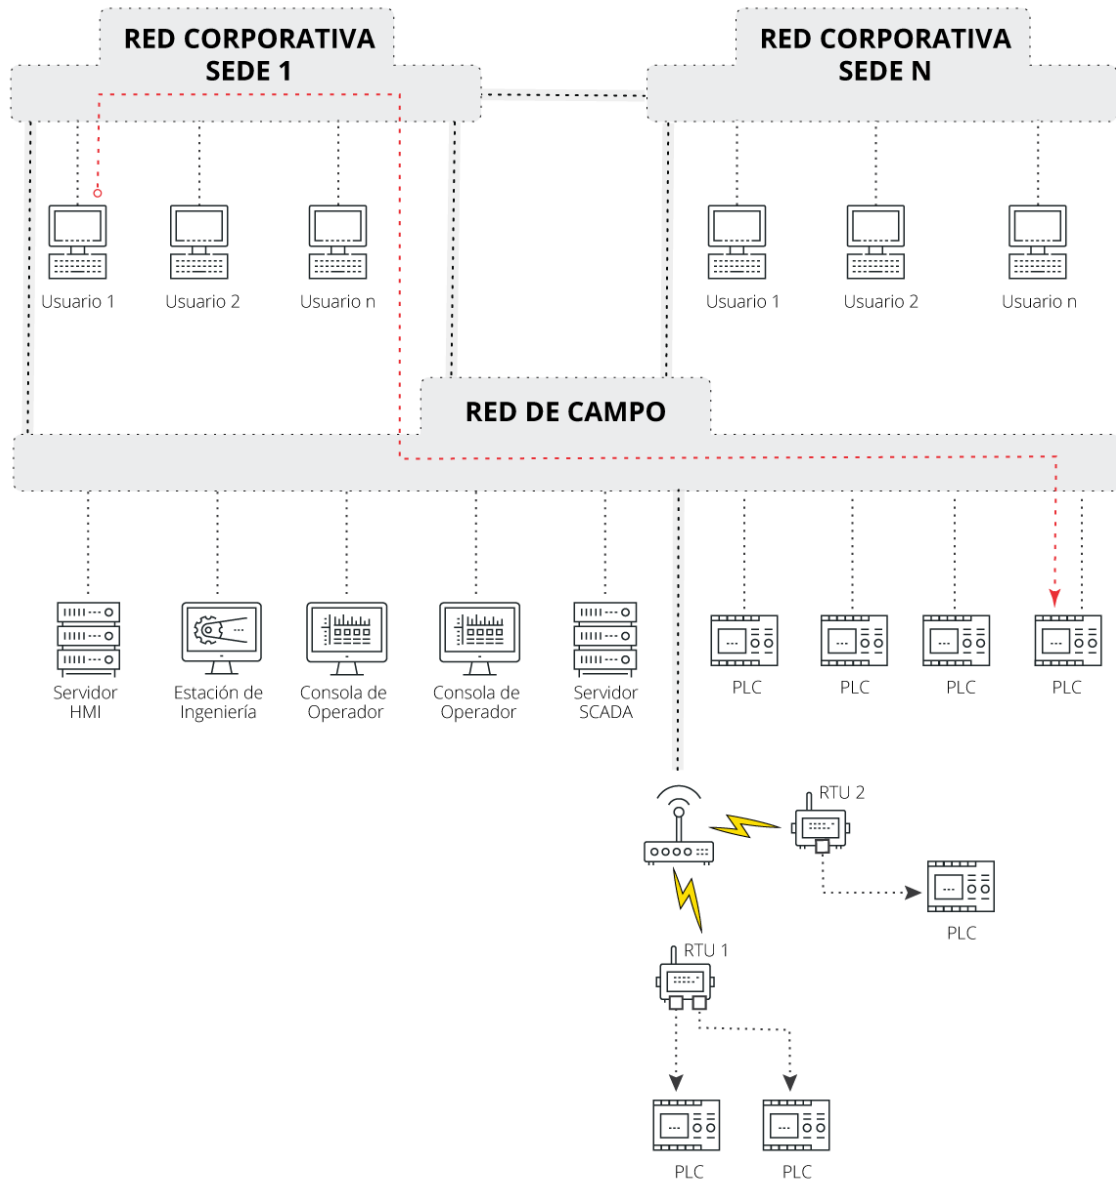 RED CORPORATIVA
SEDE 1
RED CORPORATIVA
SEDE N
Usuario 1
Usuario 2
Usuario n
Usuario 1
Usuario 2
Usuario n
RED DE CAMPO
Servidor
HMI
Estación de
Ingeniería
Consola de
Operador
Consola de
Operador
Servidor
SCADA
PLC
PLC
PLC
PLC
RTU 2
PLC
RTU 1
PLC
PLC